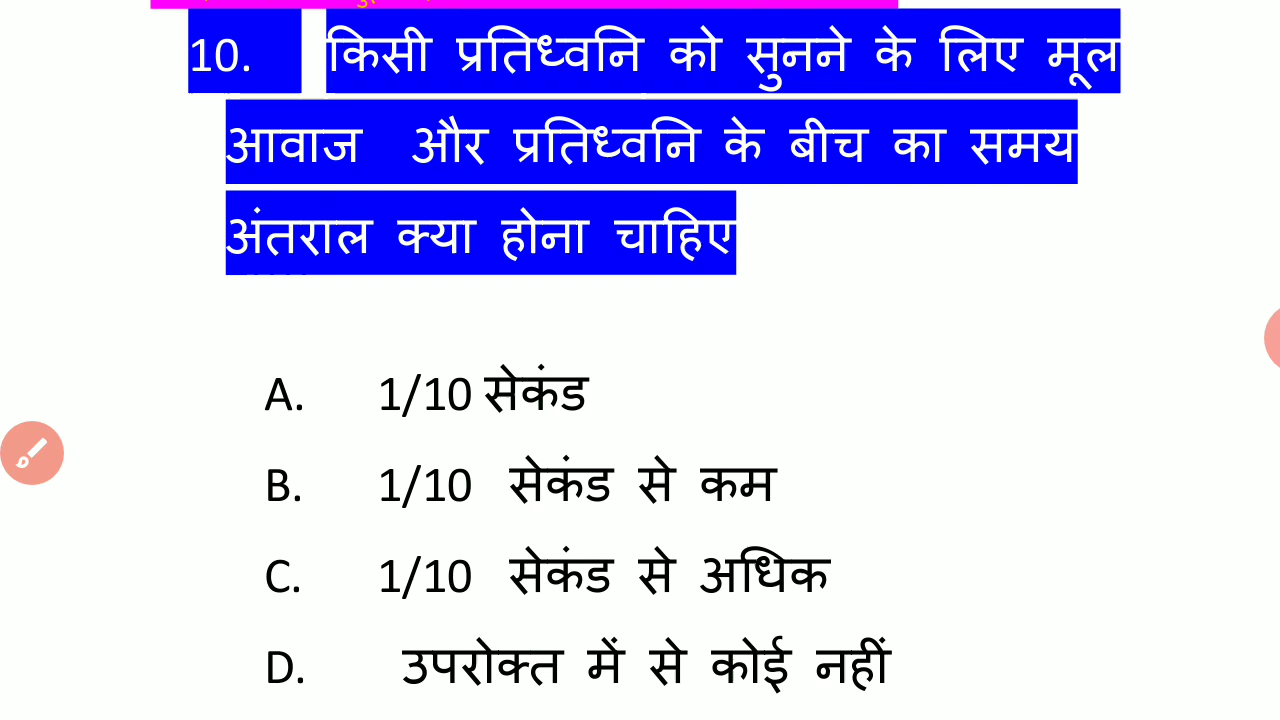 10. किसी प्रतिध्वनि को सुनने के लिए मूल
आवाज और प्रतिध्वनि के बीच का समय
अंतराल क्या होना चाहिए
A. 1/10 सेकंड
B. 1/10 सेकंड से कम
C. 1/10 सेकंड से अधिक
D. उपरोक्त में से कोई नहीं